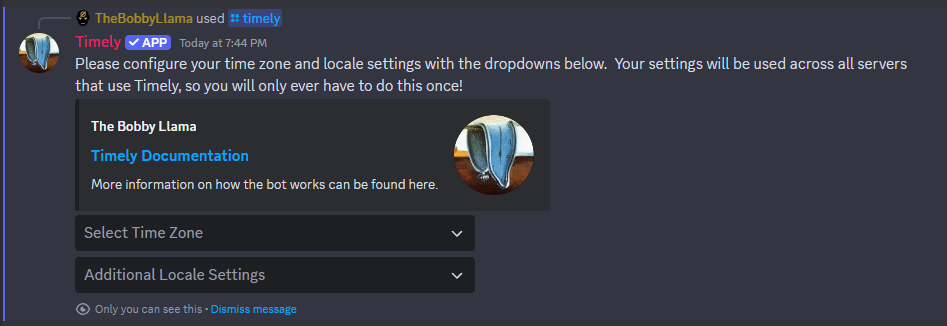 TheBobbyLlama used timely
Timely APP Today at 7:44 PM
Please configure your time zone and locale settings with the dropdowns below. Your settings will be used across all servers
that use Timely, so you will only ever have to do this once!
The Bobby Llama
Timely Documentation
More information on how the bot works can be found here.
Select Time Zone
Additional Locale Settings
Only you can see this • Dismiss message